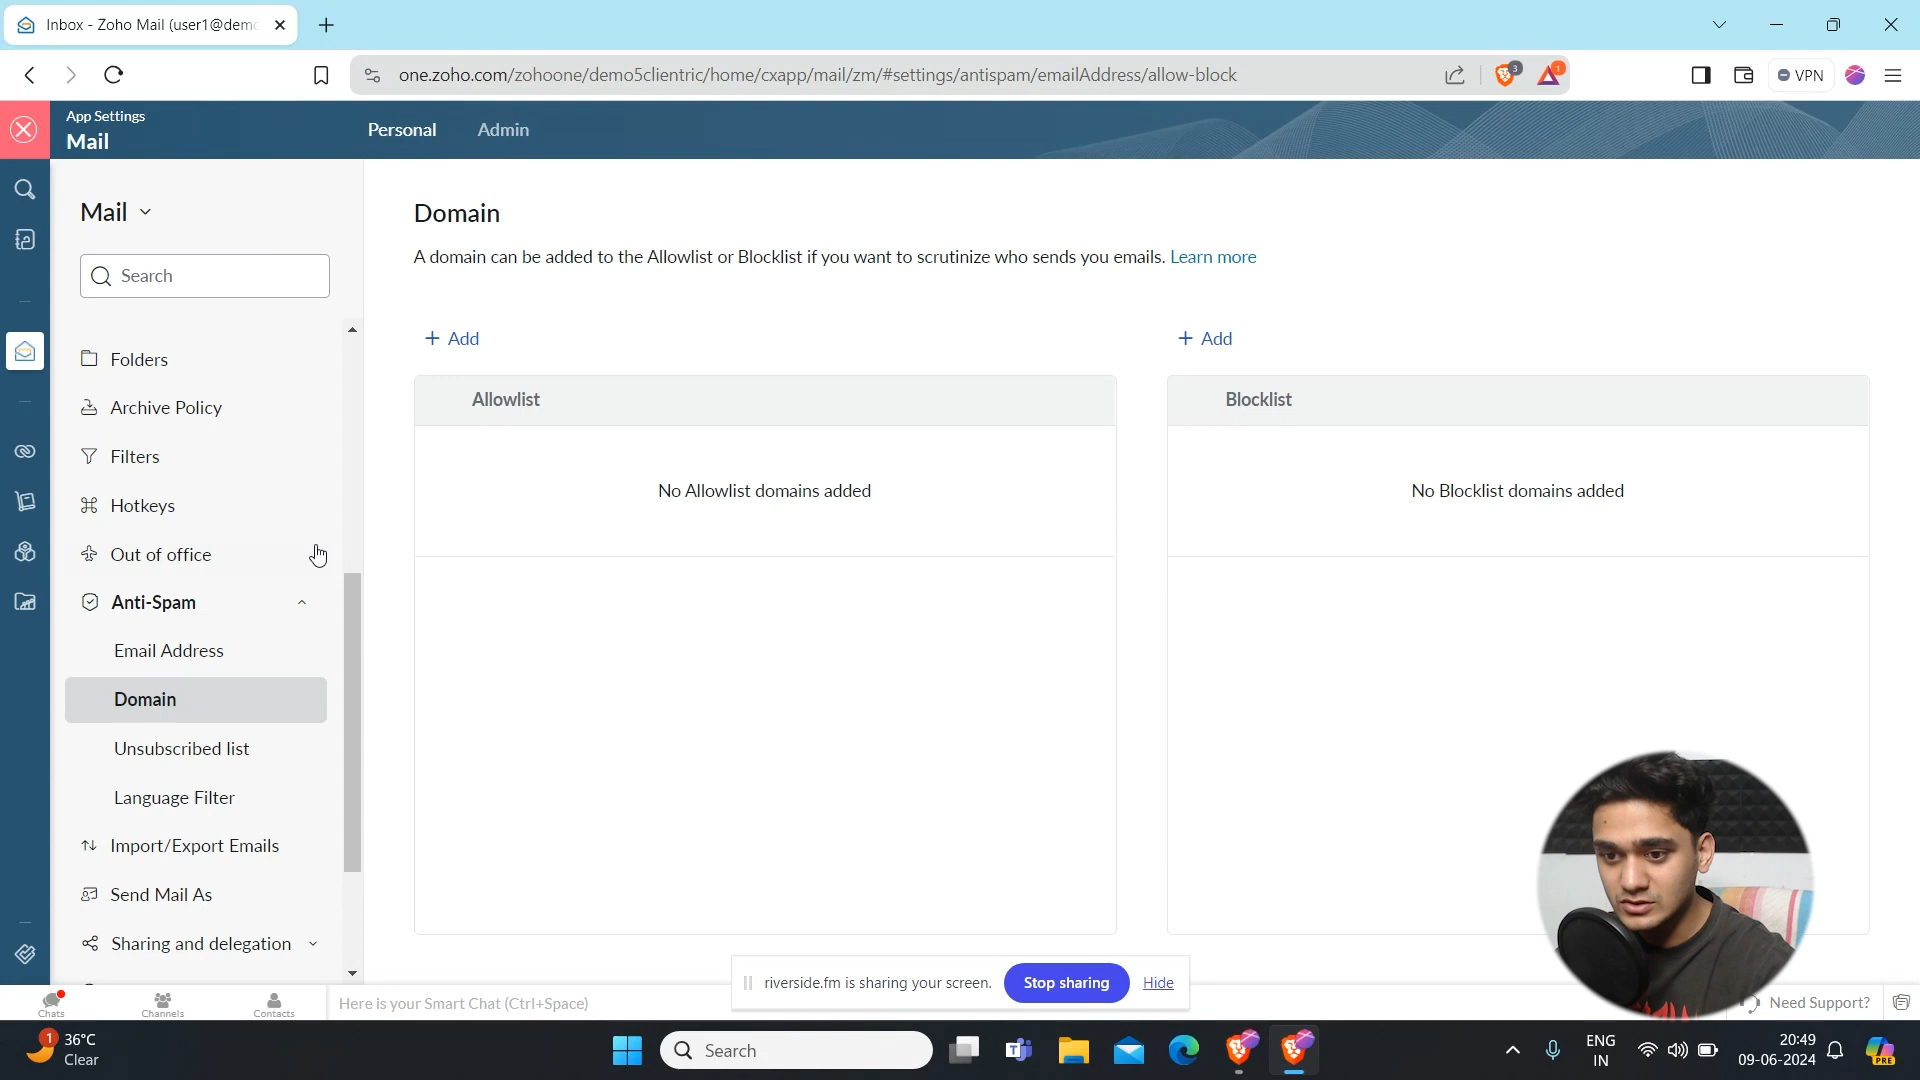 Inbox - Zoho Mail (user1@demo
one.zoho.com/zohoone/demo5clientric/home/cxapp/mail/zm/#settings/antispam/emailAddress/allow-block
3
1
VPN
App Settings
Mail
Personal
Admin
Mail
Search
Folders
Archive Policy
Filters
Hotkeys
Out of office
Anti-Spam
Email Address
Domain
Unsubscribed list
Language Filter
Import/Export Emails
Send Mail As
Sharing and delegation
Domain
A domain can be added to the Allowlist or Blocklist if you want to scrutinize who sends you emails. Learn more
+ Add
+ Add
Allowlist
Blocklist
No Allowlist domains added
No Blocklist domains added
riverside.fm is sharing your screen.
Stop sharing
Hide
Chats
Channels
Contacts
Here is your Smart Chat (Ctrl+Space)
Need Support?
1
36°C
Clear
Search
ENG
IN
20:49
09-06-2024
PRE